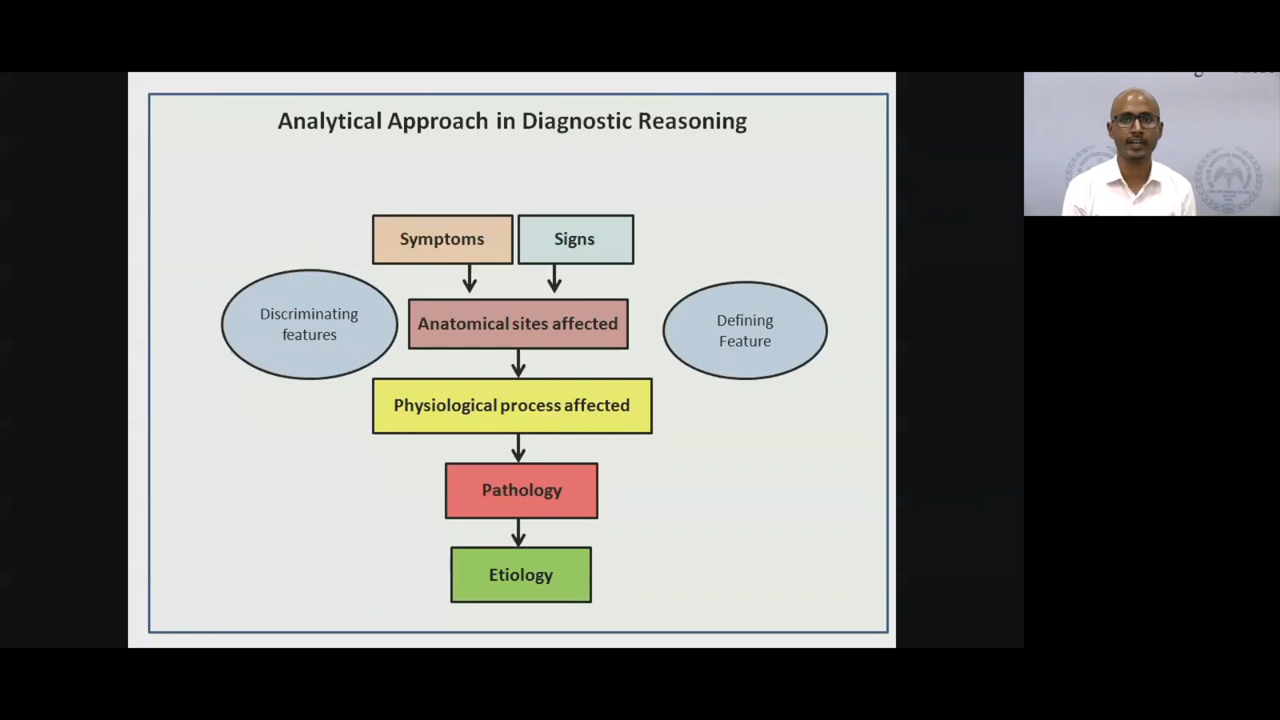 Analytical Approach in Diagnostic Reasoning
Symptoms
Signs
Discriminating
features
Anatomical sites affected
Defining
Feature
Physiological process affected
Pathology
Etiology